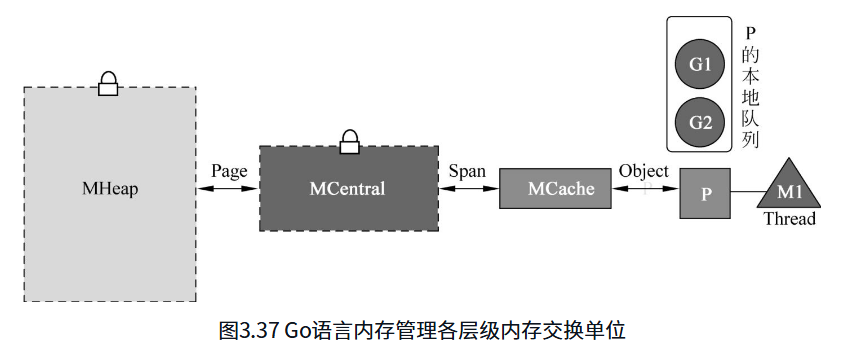 G1
G2
P的本地队列
MHeap
Page
MCentral
Span
MCache
Object
P
M1
Thread
图3.37 Go语言内存管理各层级内存交换单位